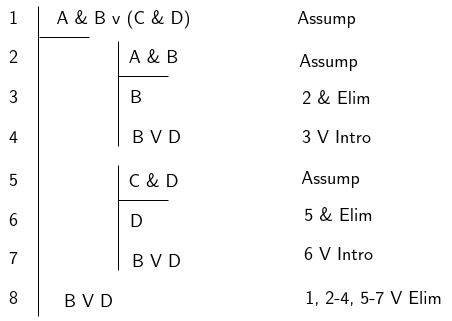 1 A & B v (C & D) Assump
2 A & B Assump
3 B 2 & Elim
4 B V D 3 V Intro
5 C & D Assump
6 D 5 & Elim
7 B V D 6 V Intro
8 B V D 1, 2-4, 5-7 V Elim